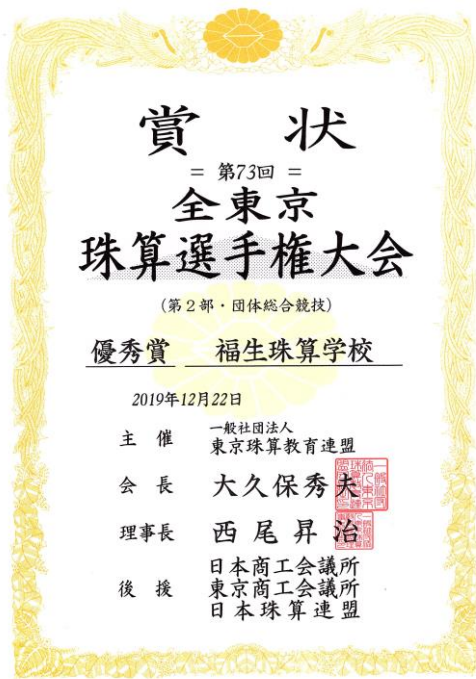 賞 状
= 第73回 =
全東京
珠算選手権大会
(第2部・団体総合競技)
優秀賞 福生珠算学校
2019年12月22日
主 催 一般社団法人
東京珠算教育連盟
会 長 大久保秀夫
理事長 西尾昇治
後 援 日本商工会議所
東京商工会議所
日本珠算連盟